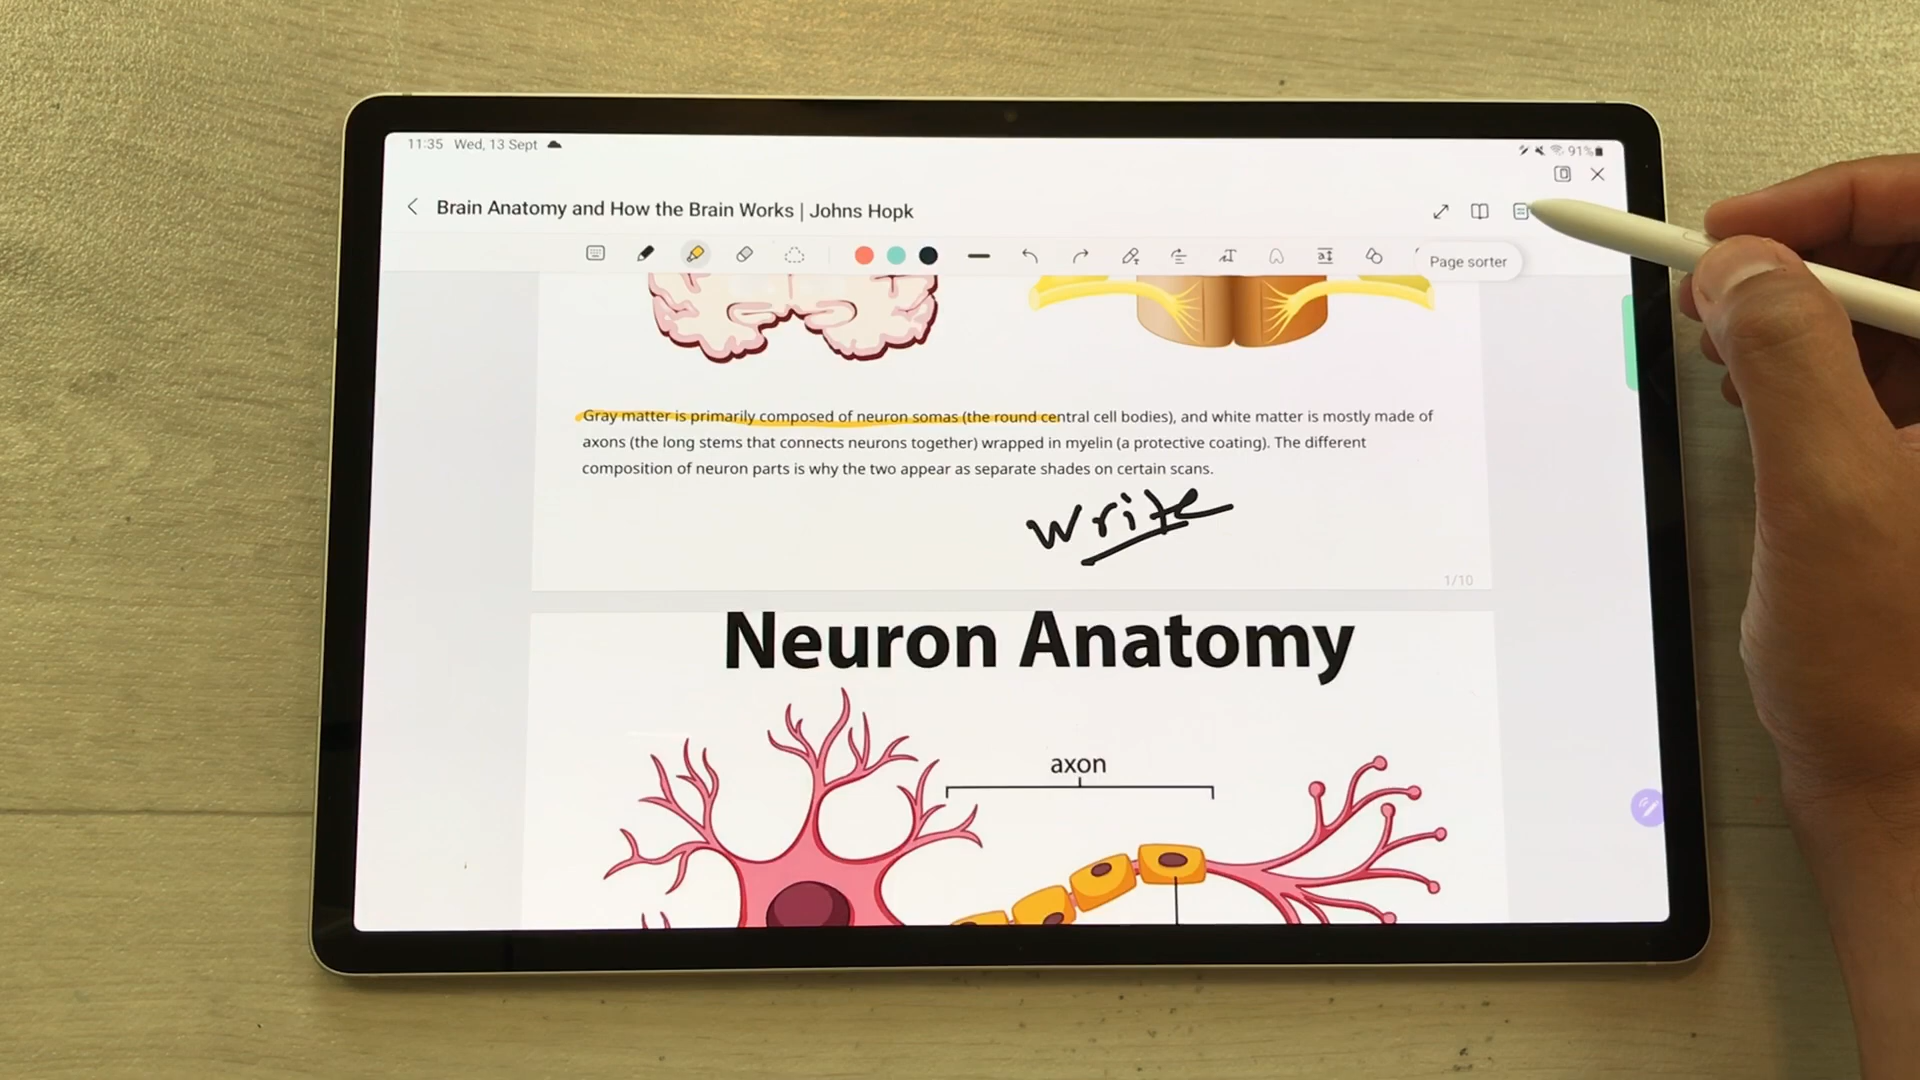 11:35 Wed, 13 Sept 91%
Brain Anatomy and How the Brain Works | Johns Hopk
Page sorter
Gray matter is primarily composed of neuron somas (the round central cell bodies), and white matter is mostly made of
axons (the long stems that connects neurons together) wrapped in myelin (a protective coating). The different
composition of neuron parts is why the two appear as separate shades on certain scans.
write
1/10
Neuron Anatomy
axon